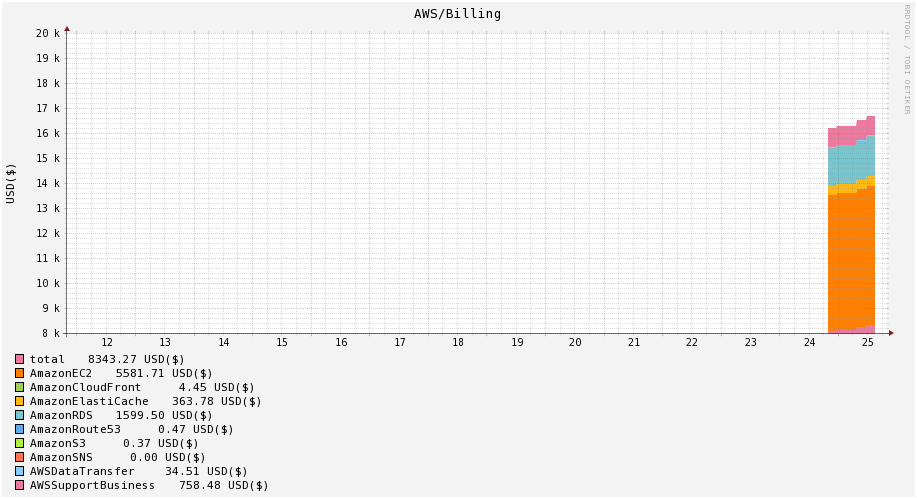 AWS/Billing
RRDTOOL / TOBI OETIKER
USD($)
20 k
19 k
18 k
17 k
16 k
15 k
14 k
13 k
12 k
11 k
10 k
9 k
8 k
12 13 14 15 16 17 18 19 20 21 22 23 24 25
total 8343.27 USD($)
AmazonEC2 5581.71 USD($)
AmazonCloudFront 4.45 USD($)
AmazonElastiCache 363.78 USD($)
AmazonRDS 1599.50 USD($)
AmazonRoute53 0.47 USD($)
AmazonS3 0.37 USD($)
AmazonSNS 0.00 USD($)
AWSDataTransfer 34.51 USD($)
AWSSupportBusiness 758.48 USD($)